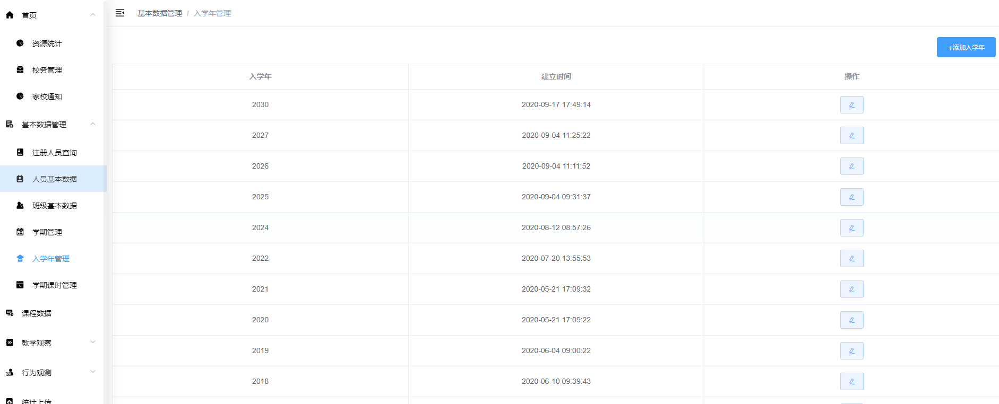 首页
资源统计
校务管理
家校通知
基本数据管理
注册人员查询
人员基本数据
班级基本数据
学期管理
入学年管理
学期课时管理
课程数据
教学观察
行为观测
统计上传
基本数据管理 / 入学年管理
+添加入学年
入学年 建立时间 操作
2030 2020-09-17 17:49:14
2027 2020-09-04 11:25:22
2026 2020-09-04 11:11:52
2025 2020-09-04 09:31:37
2024 2020-08-12 08:57:26
2022 2020-07-20 13:55:53
2021 2020-05-21 17:09:32
2020 2020-05-21 17:09:22
2019 2020-06-04 09:00:22
2018 2020-06-10 09:39:43